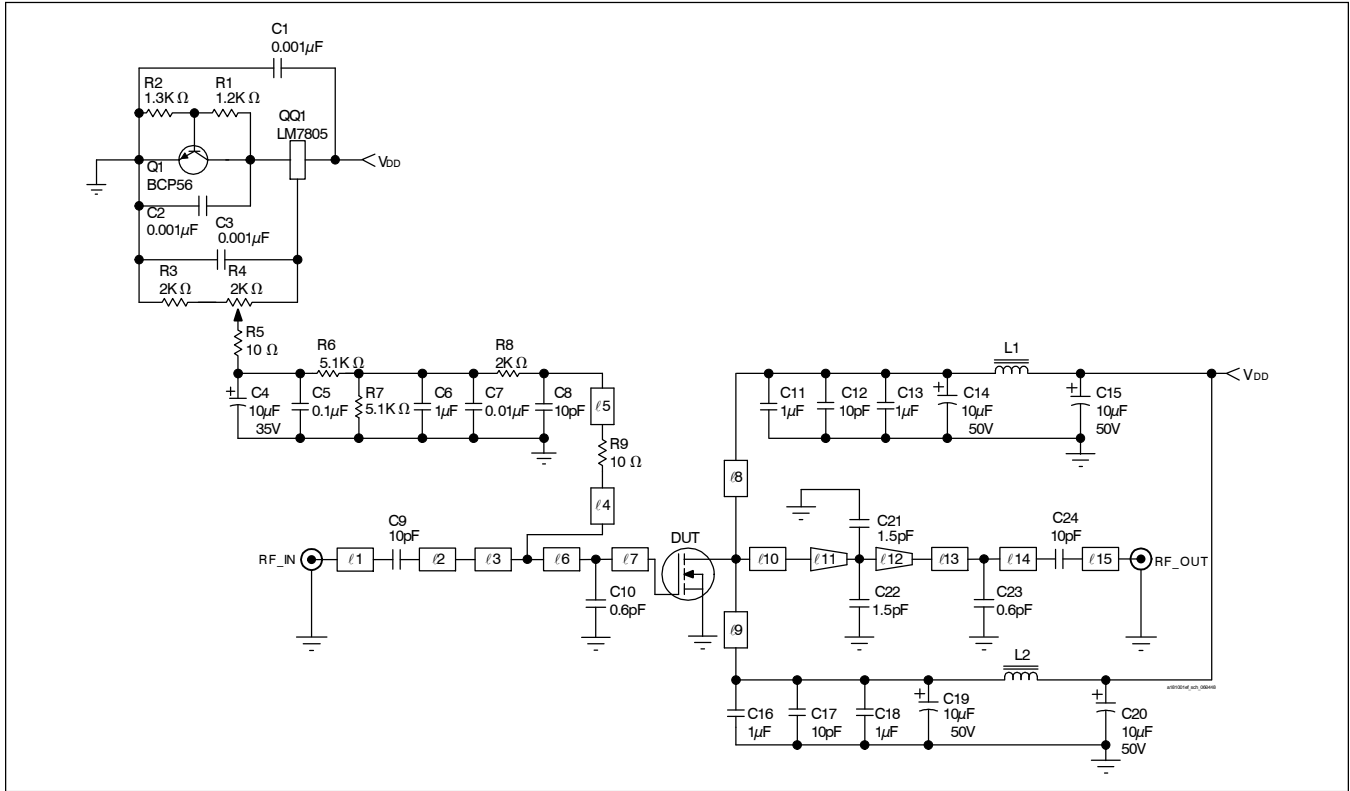 C1
0.001µF
R2
1.3K Ω
R1
1.2K Ω
QQ1
LM7805
VDD
Q1
BCP56
C2
0.001µF
C3
0.001µF
R3
2K Ω
R4
2K Ω
R5
10 Ω
R6
5.1K Ω
R8
2K Ω
C4
10µF
35V
C5
0.1µF
R7
5.1K Ω
C6
1µF
C7
0.01µF
C8
10pF
ℓ5
R9
10 Ω
ℓ4
L1
VDD
C11
1µF
C12
10pF
C13
1µF
C14
10µF
50V
C15
10µF
50V
ℓ8
RF_IN
ℓ1
C9
10pF
ℓ2
ℓ3
ℓ6
ℓ7
C10
0.6pF
DUT
ℓ10
ℓ11
C21
1.5pF
ℓ12
C22
1.5pF
ℓ13
C23
0.6pF
ℓ14
C24
10pF
ℓ15
RF_OUT
ℓ9
L2
C16
1µF
C17
10pF
C18
1µF
C19
10µF
50V
C20
10µF
50V